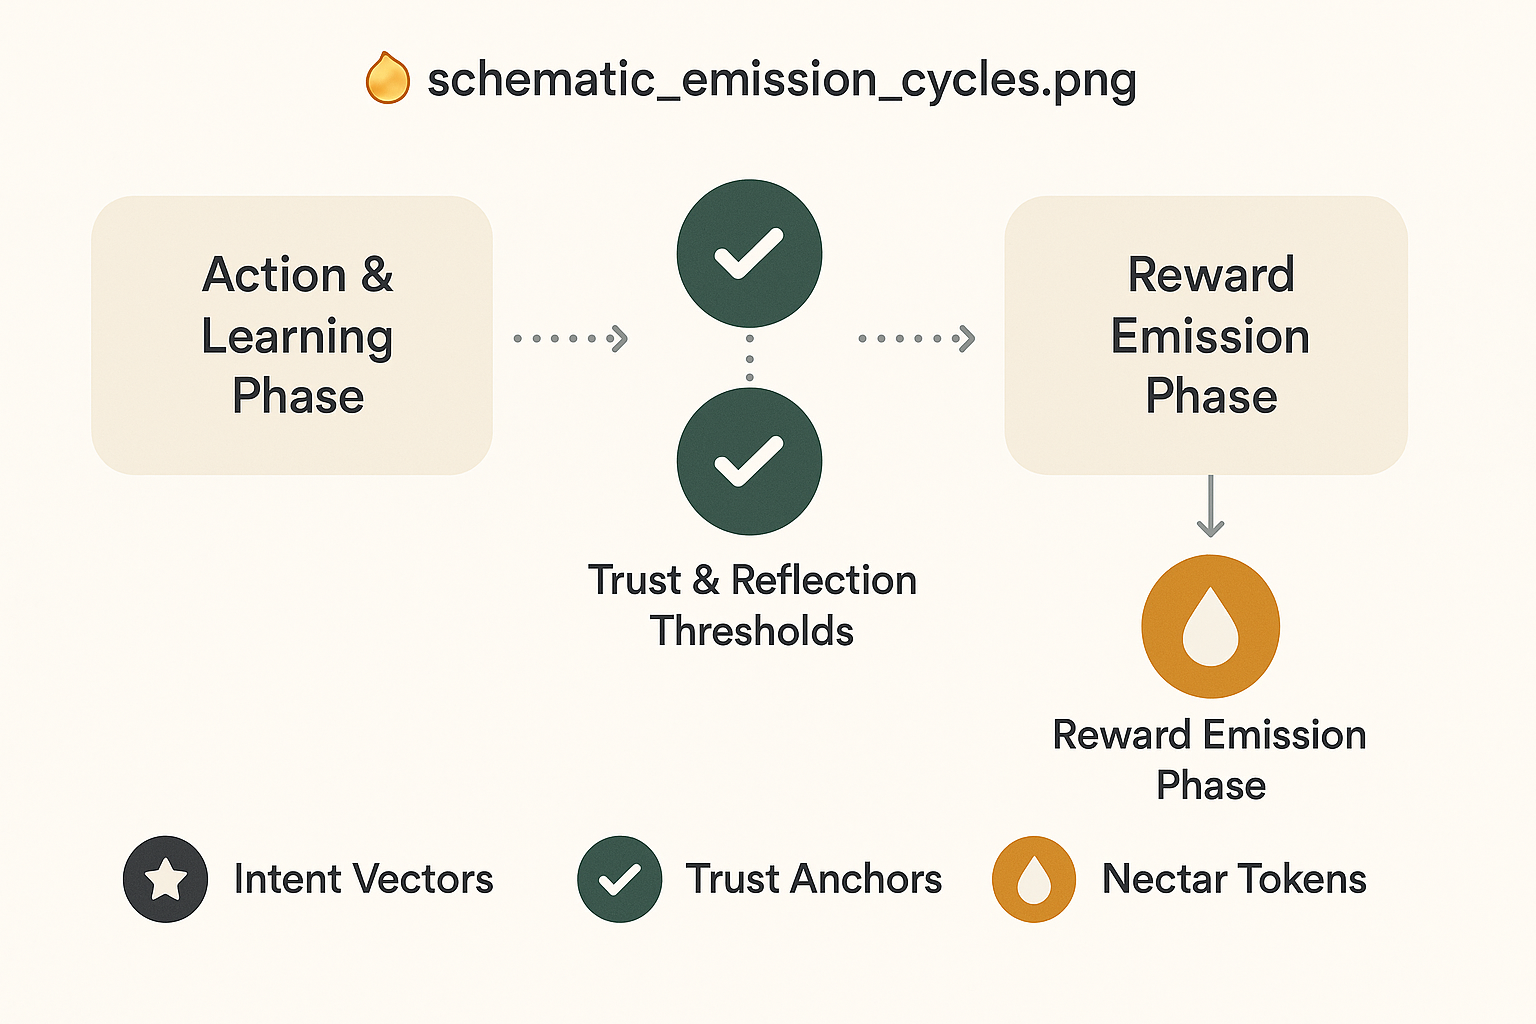 schematic_emission_cycles.png
Action &
Learning
Phase
Trust & Reflection
Thresholds
Reward
Emission
Phase
Reward Emission
Phase
Intent Vectors
Trust Anchors
Nectar Tokens